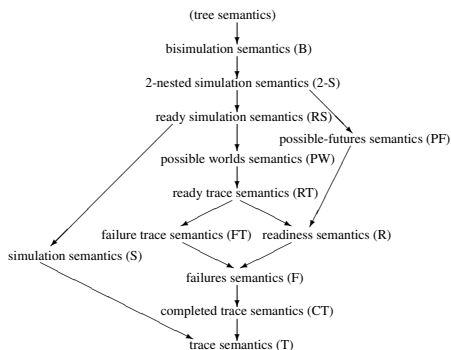 (tree semantics)
bisimulation semantics (B)
2-nested simulation semantics (2-S)
ready simulation semantics (RS)
possible-futures semantics (PF)
possible worlds semantics (PW)
ready trace semantics (RT)
failure trace semantics (FT)
readiness semantics (R)
simulation semantics (S)
failures semantics (F)
completed trace semantics (CT)
trace semantics (T)